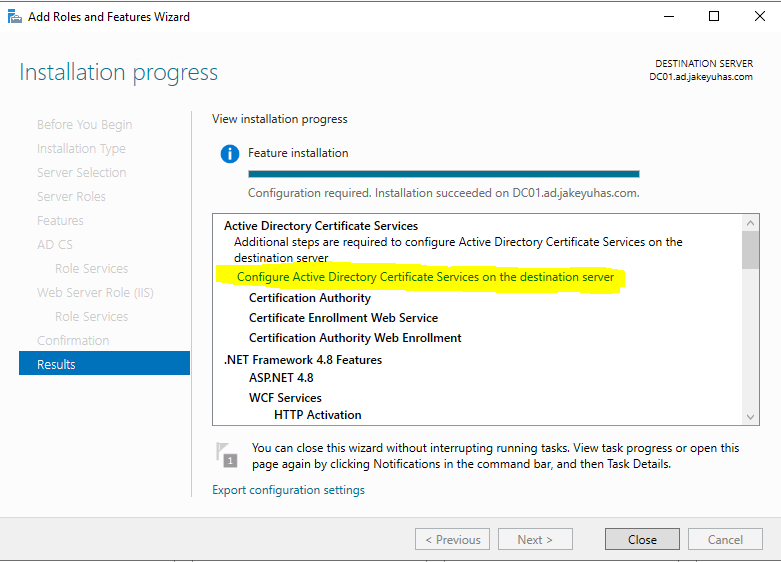 Add Roles and Features Wizard
Installation progress
DESTINATION SERVER
DC01.ad.jakeyuhas.com
Before You Begin
Installation Type
Server Selection
Server Roles
Features
AD CS
Role Services
Web Server Role (IIS)
Role Services
Confirmation
Results
View installation progress
Feature installation
Configuration required. Installation succeeded on DC01.ad.jakeyuhas.com.
Active Directory Certificate Services
Additional steps are required to configure Active Directory Certificate Services on the
destination server
Configure Active Directory Certificate Services on the destination server
Certification Authority
Certificate Enrollment Web Service
Certification Authority Web Enrollment
.NET Framework 4.8 Features
ASP.NET 4.8
WCF Services
HTTP Activation
1
You can close this wizard without interrupting running tasks. View task progress or open this
page again by clicking Notifications in the command bar, and then Task Details.
Export configuration settings
< Previous
Next >
Close
Cancel